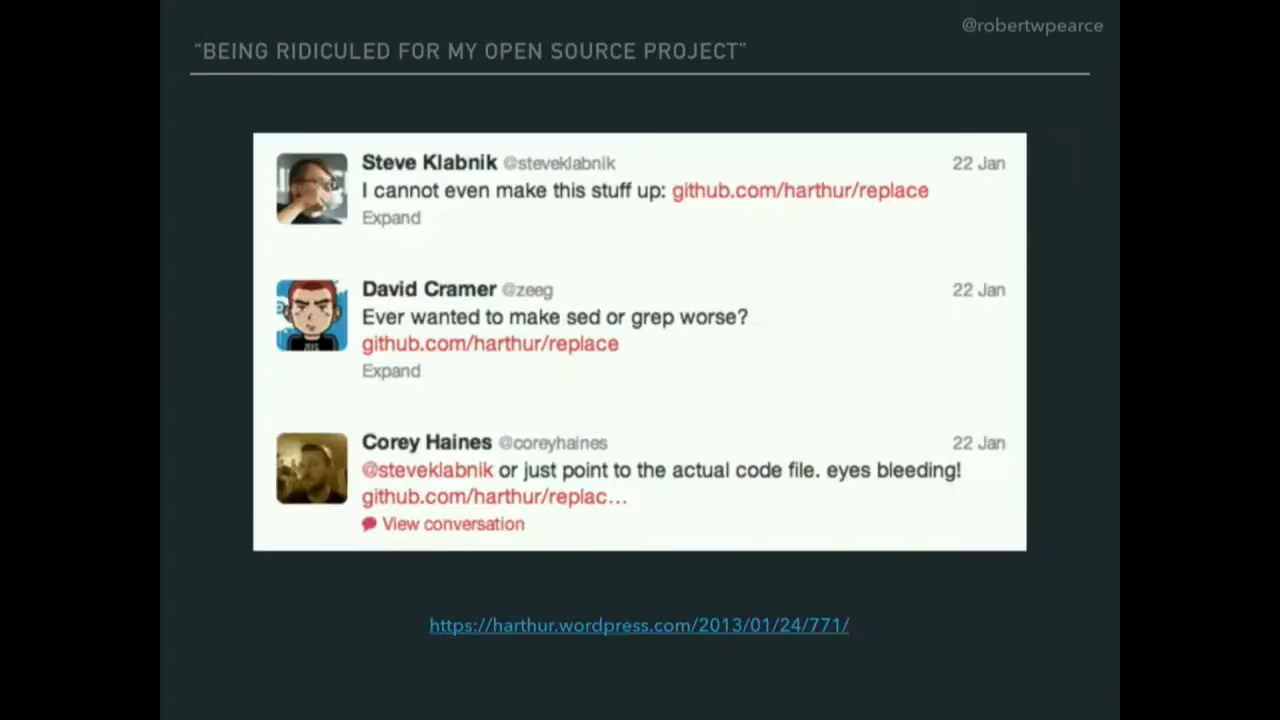 @robertwpearce
"BEING RIDICULED FOR MY OPEN SOURCE PROJECT"
Steve Klabnik @steveklabnik 22 Jan
I cannot even make this stuff up: github.com/harthur/replace
Expand
David Cramer @zeeg 22 Jan
Ever wanted to make sed or grep worse?
github.com/harthur/replace
Expand
Corey Haines @coreyhaines 22 Jan
@steveklabnik or just point to the actual code file. eyes bleeding!
github.com/harthur/replac...
View conversation
https://harthur.wordpress.com/2013/01/24/771/